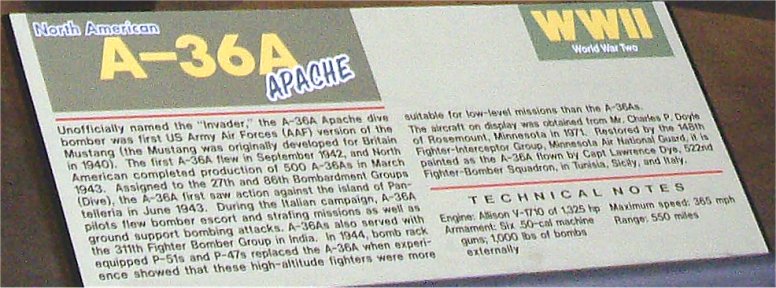 North American
A-36A
APACHE
WWII
World War Two
Unofficially named the "Invader," the A-36A Apache dive
bomber was first US Army Air Forces (AAF) version of the
Mustang (the Mustang was originally developed for Britain
in 1940). The first A-36A flew in September 1942, and North
American completed production of 500 A-36As in March
1943. Assigned to the 27th and 86th Bombardment Groups
(Dive), the A-36A first saw action against the island of Pan-
telleria in June 1943. During the Italian campaign, A-36A
pilots flew bomber escort and strafing missions as well as
ground support bombing attacks. A-36As also served with
the 311th Fighter Bomber Group in India. In 1944, bomb rack
equipped P-51s and P-47s replaced the A-36A when experi-
ence showed that these high-altitude fighters were more
suitable for low-level missions than the A-36As.
The aircraft on display was obtained from Mr. Charles P. Doyle
of Rosemount, Minnesota in 1971. Restored by the 148th
Fighter-Interceptor Group, Minnesota Air National Guard, it is
painted as the A-36A flown by Capt Lawrence Dye, 522nd
Fighter-Bomber Squadron, in Tunisia, Sicily, and Italy.
TECHNICAL NOTES
Engine: Allison V-1710 of 1,325 hp
Armament: Six .50-cal machine
guns; 1,000 lbs of bombs
externally
Maximum speed: 365 mph
Range: 550 miles